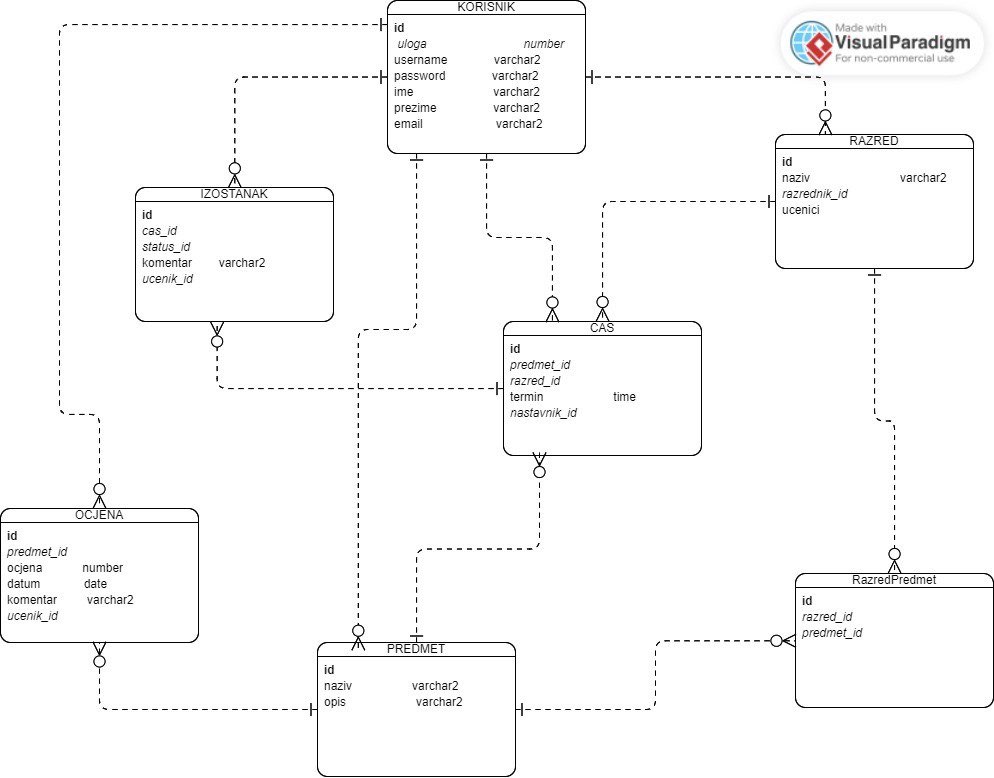 KORISNIK
id
uloga number
username varchar2
password varchar2
ime varchar2
prezime varchar2
email varchar2
Made with
VisualParadigm
For non-commercial use
RAZRED
id
naziv varchar2
razrednik_id
ucenici
IZOSTANAK
id
cas_id
status_id
komentar varchar2
ucenik_id
CAS
id
predmet_id
razred_id
termin time
nastavnik_id
OCJENA
id
predmet_id
ocjena number
datum date
komentar varchar2
ucenik_id
RazredPredmet
id
razred_id
predmet_id
PREDMET
id
naziv varchar2
opis varchar2